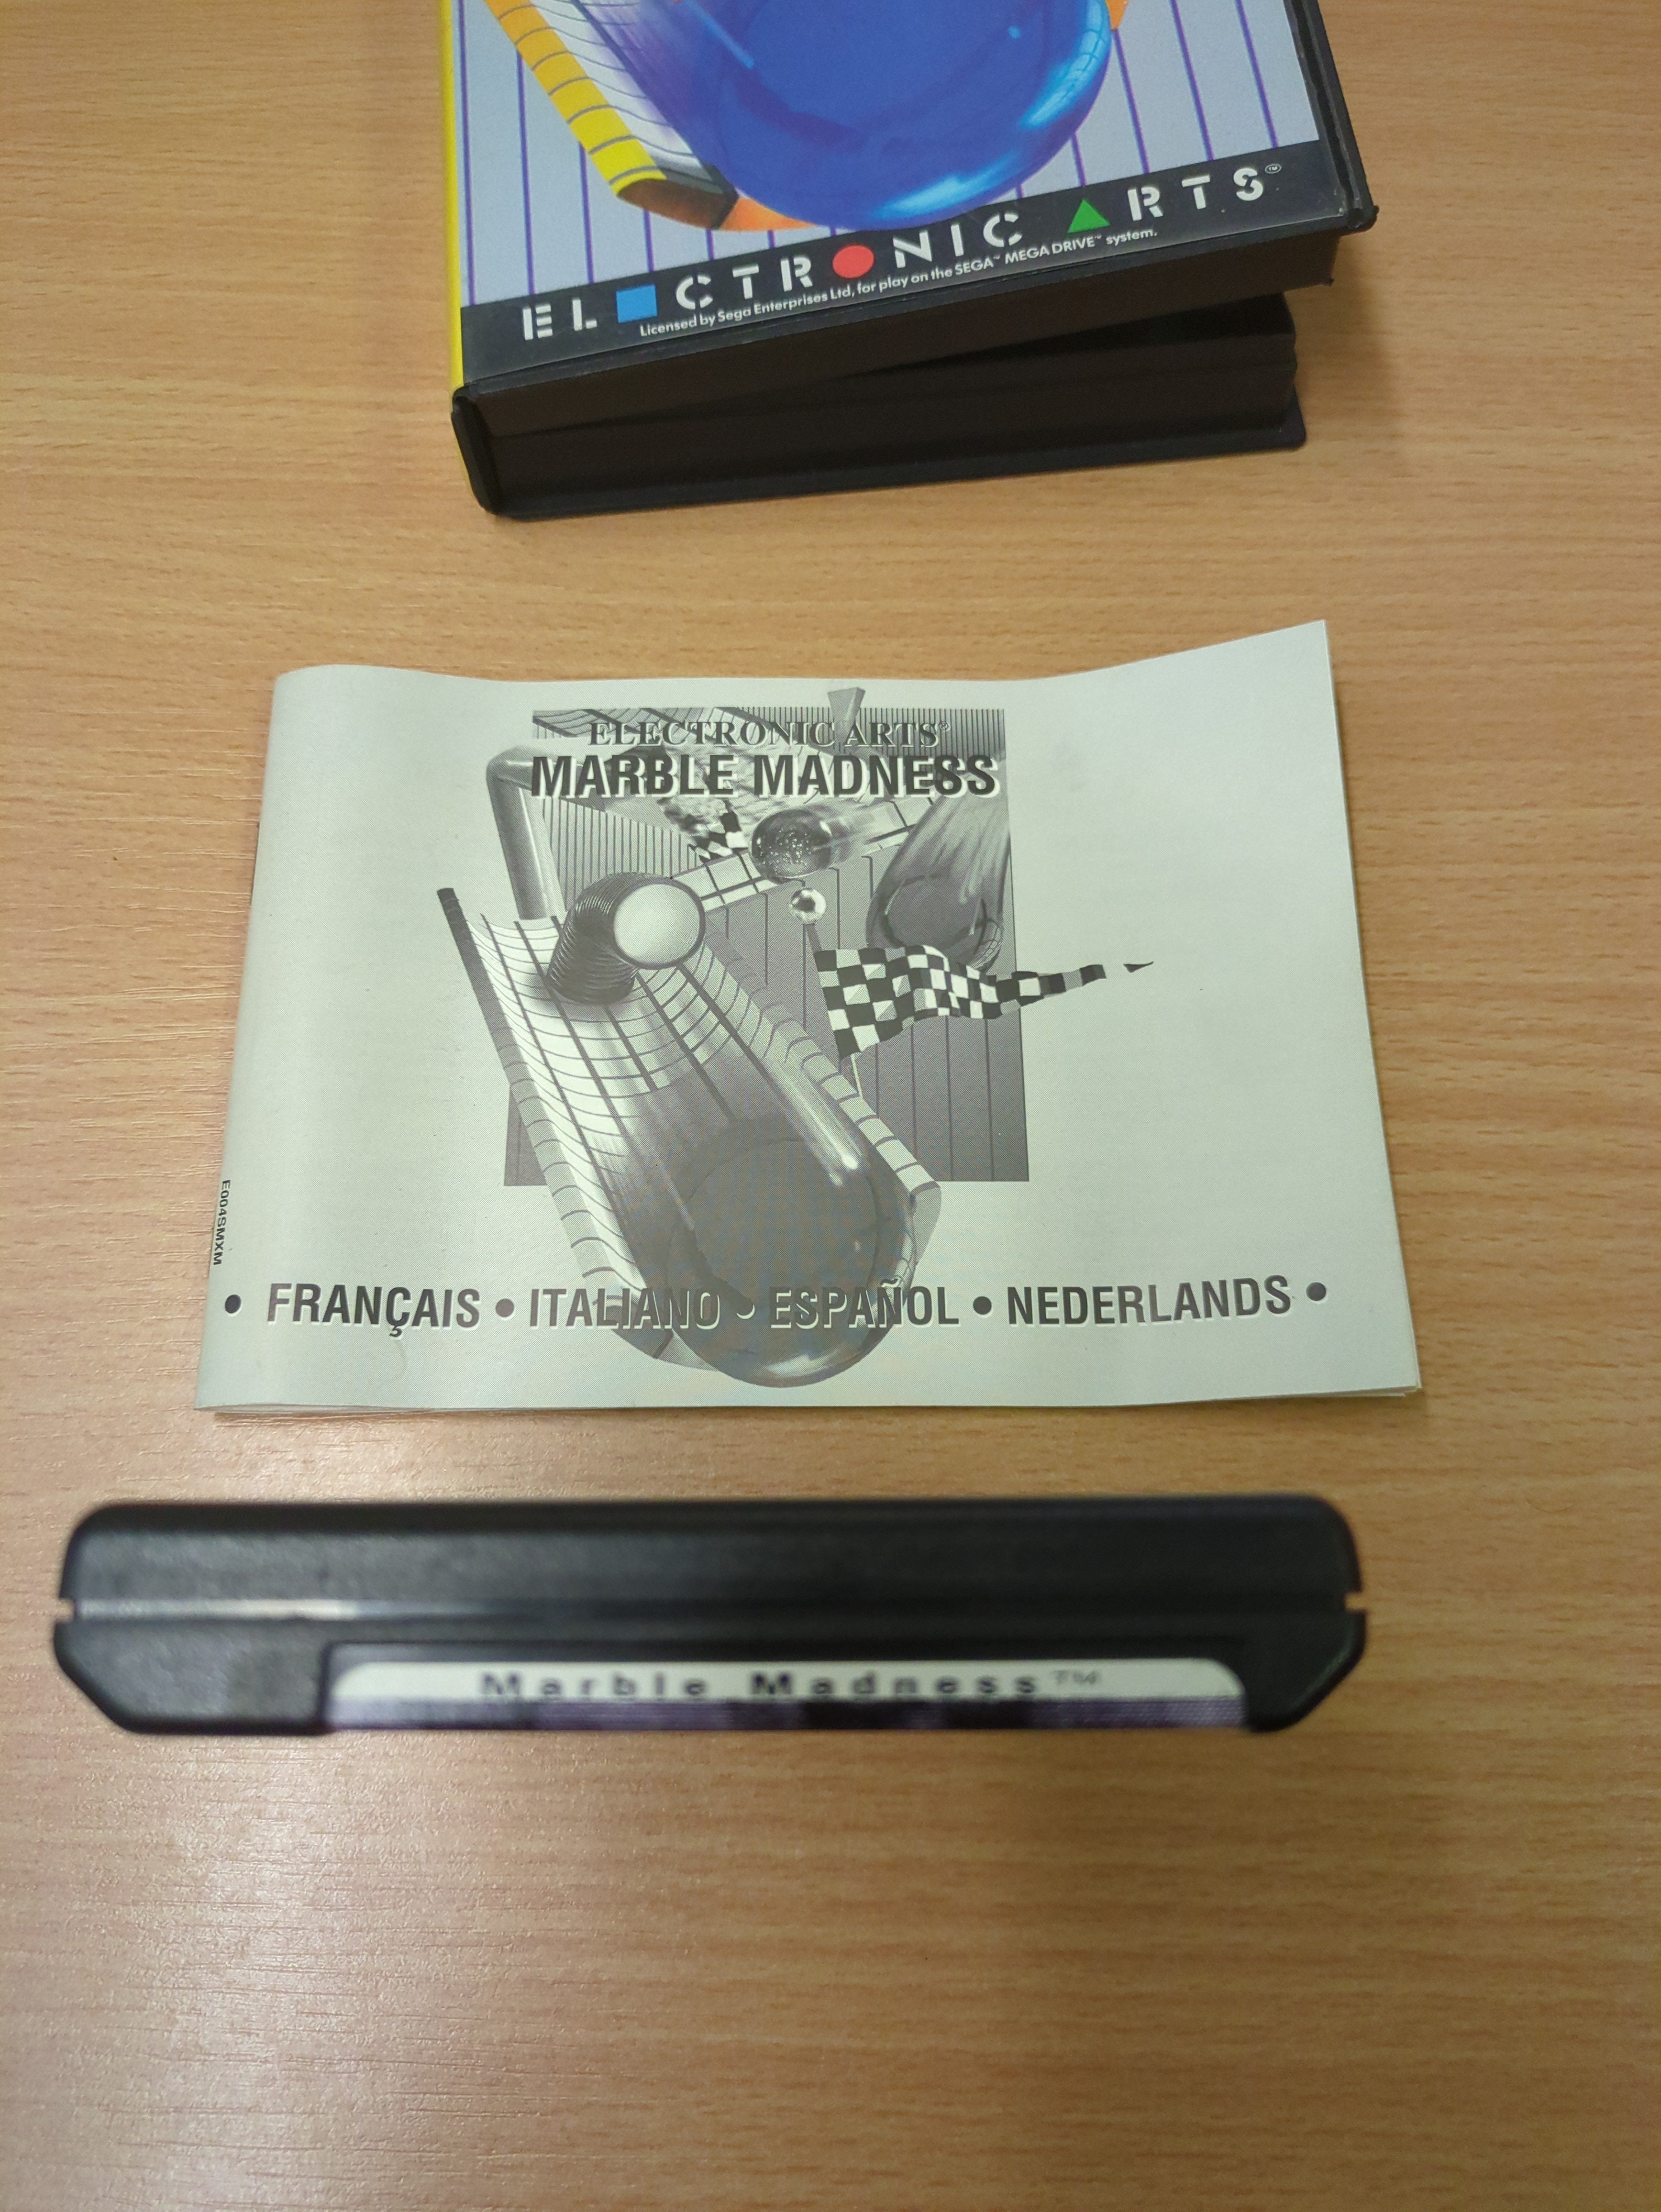 ELECTRONIC ARTS™
Licensed by Sega Enterprises Ltd, for play on the SEGA™ MEGA DRIVE™ system.
ELECTRONIC ARTS®
MARBLE MADNESS
E004SMXM
• FRANÇAIS • ITALIANO • ESPAÑOL • NEDERLANDS •
Marble Madness™